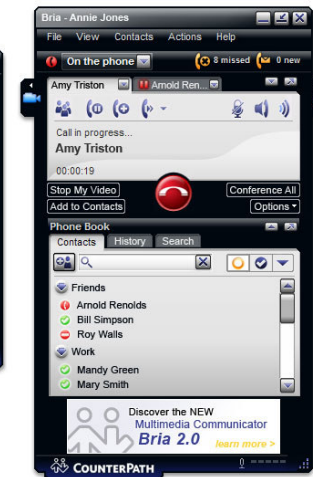 Bria - Annie Jones
File View Contacts Actions Help
On the phone 8 missed 0 new
Amy Triston Arnold Ren...
Call in progress...
Amy Triston
00:00:19
Stop My Video Conference All
Add to Contacts Options
Phone Book
Contacts History Search
Friends
Arnold Renolds
Bill Simpson
Roy Walls
Work
Mandy Green
Mary Smith
Discover the NEW
Multimedia Communicator
Bria 2.0 learn more >
COUNTERPATH